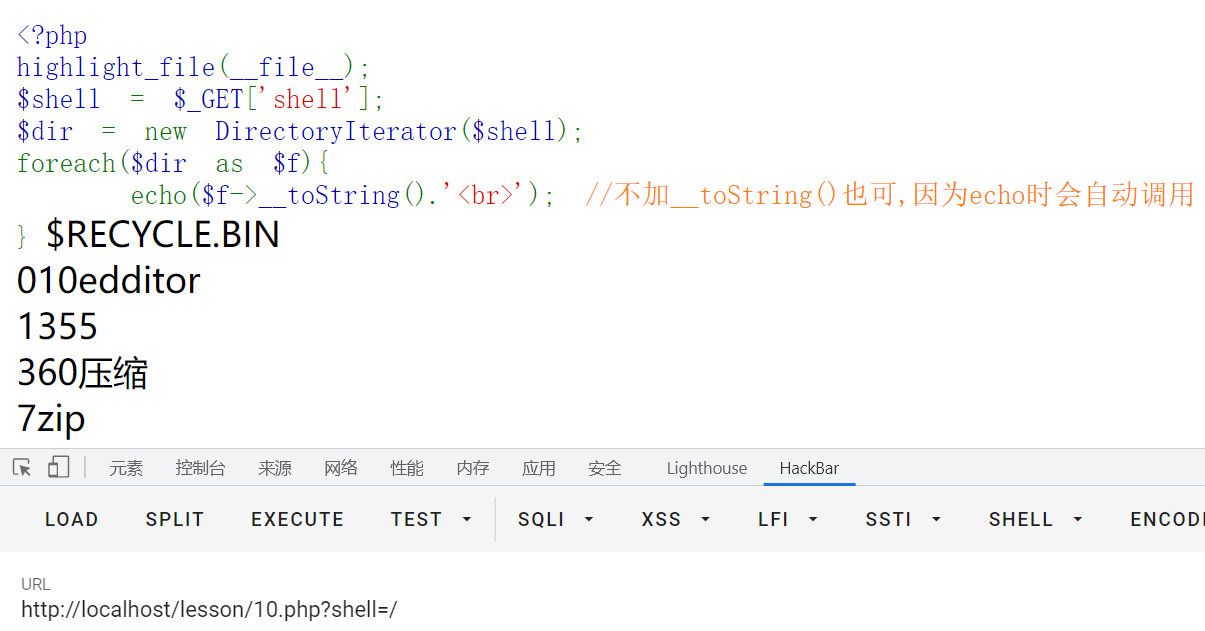 <?php
highlight_file(__file__);
$shell = $_GET['shell'];
$dir = new DirectoryIterator($shell);
foreach($dir as $f){
echo($f->__toString().'<br>'); //不加__toString()也可,因为echo时会自动调用
} $RECYCLE.BIN
010edditor
1355
360压缩
7zip
元素 控制台 来源 网络 性能 内存 应用 安全 Lighthouse HackBar
LOAD SPLIT EXECUTE TEST SQLI XSS LFI SSTI SHELL ENCODI
URL
http://localhost/lesson/10.php?shell=/